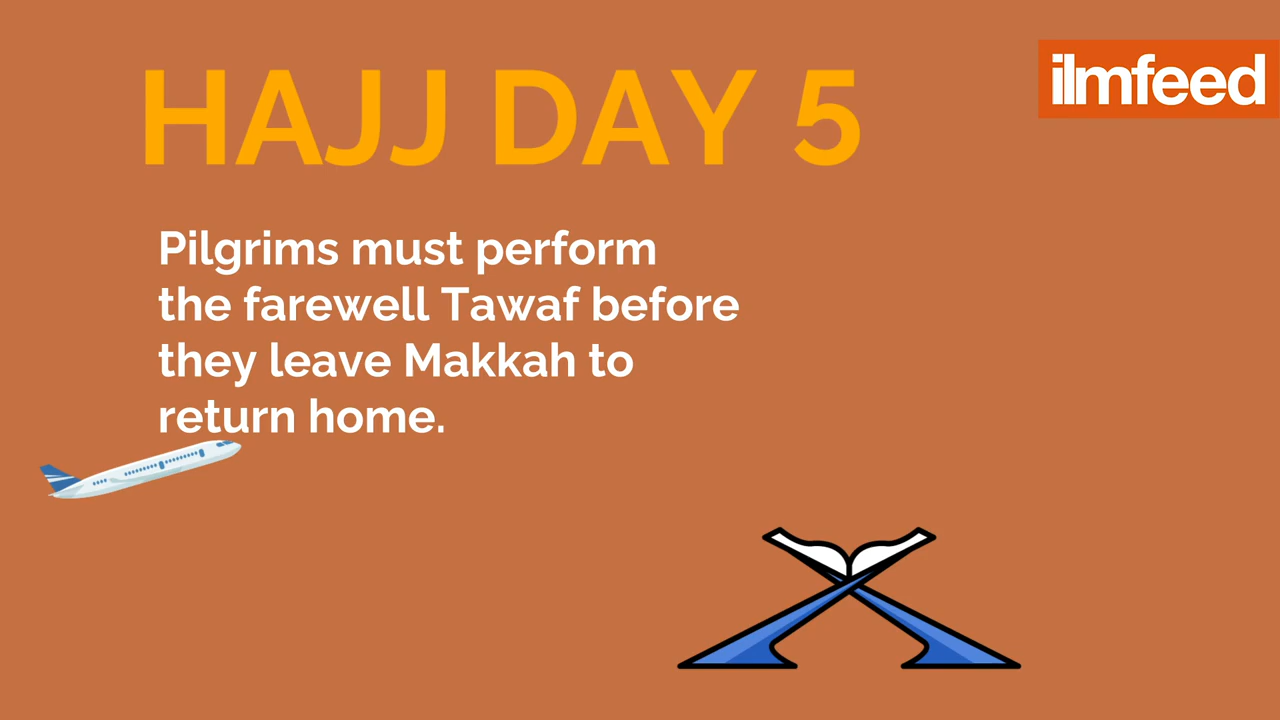 HAJJ DAY 5
ilmfeed
Pilgrims must perform
the farewell Tawaf before
they leave Makkah to
return home.